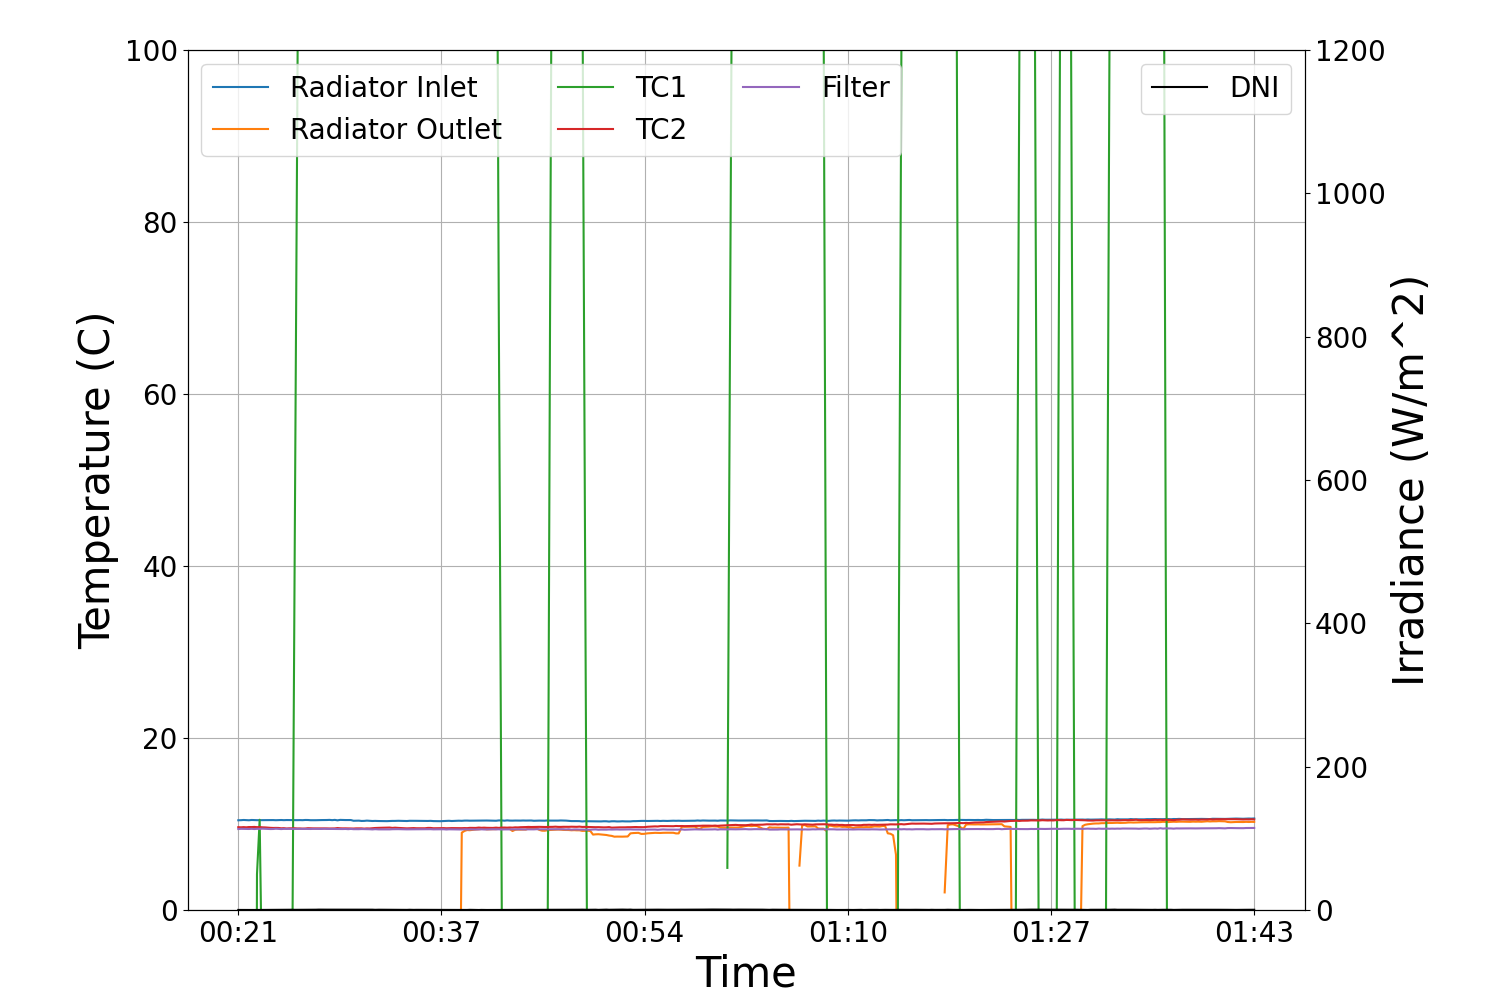 100
80
60
40
20
0
Temperature (C)
Radiator Inlet
Radiator Outlet
TC1
TC2
Filter
DNI
1200
1000
800
600
400
200
0
Irradiance (W/m^2)
00:21 00:37 00:54 01:10 01:27 01:43
Time